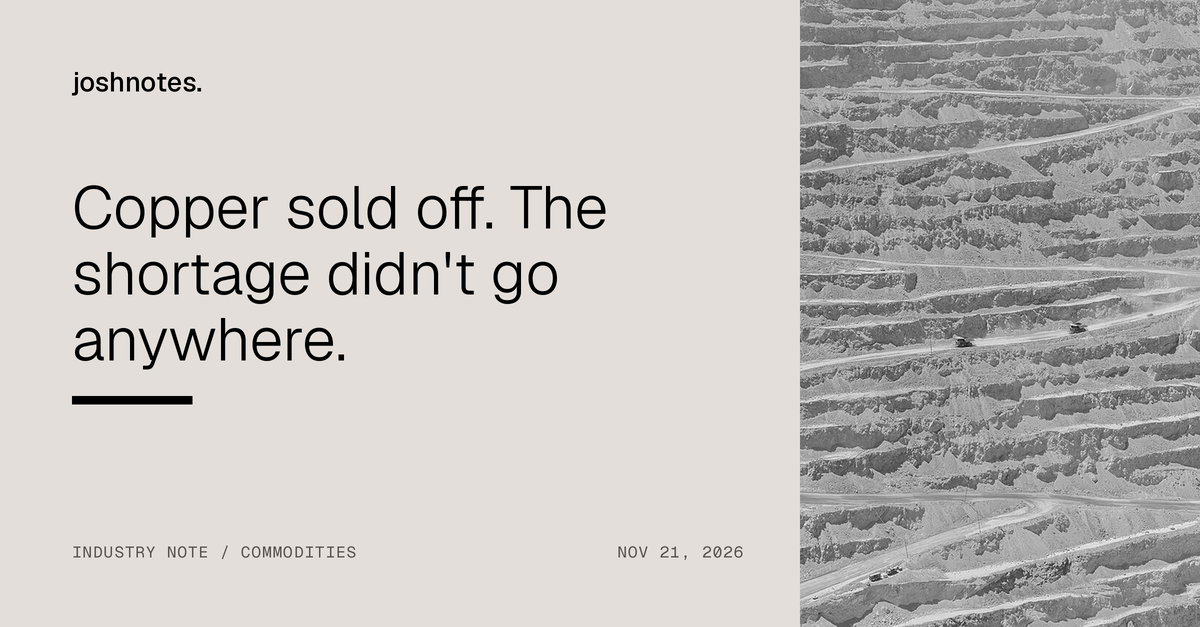 joshnotes.
Copper sold off. The
shortage didn't go
anywhere.
INDUSTRY NOTE / COMMODITIES
NOV 21, 2026